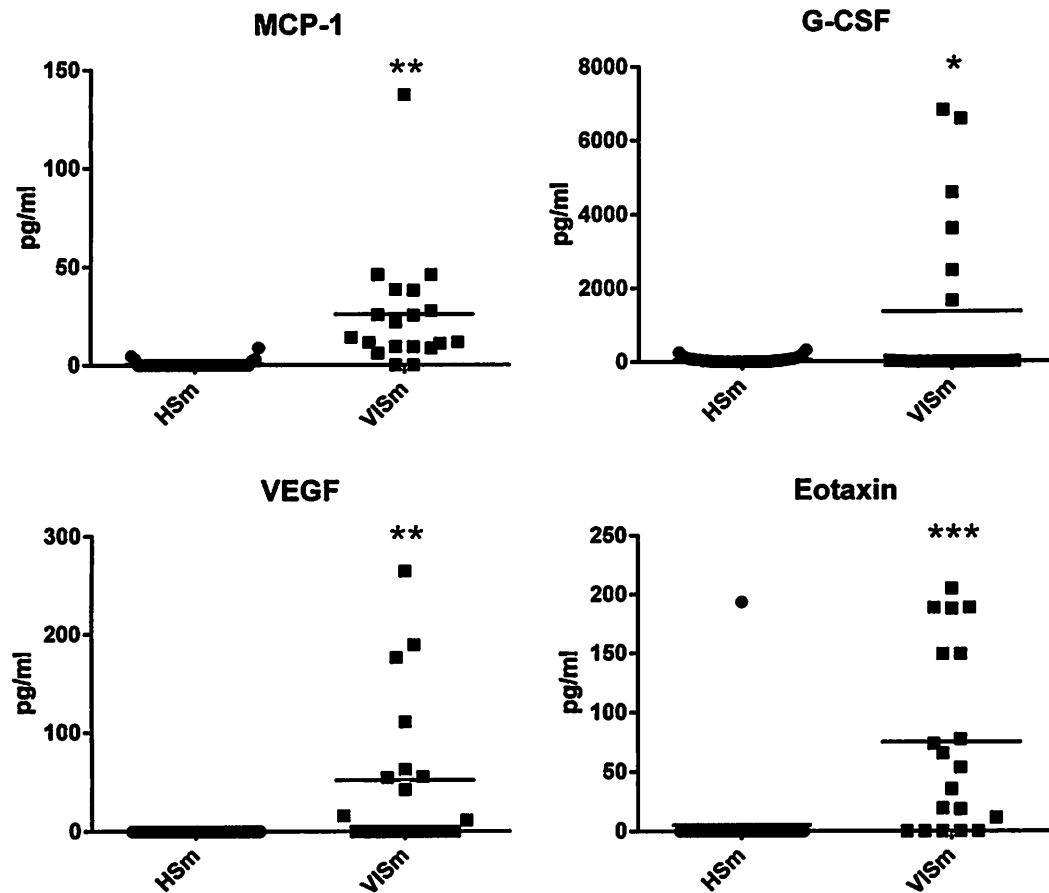 MCP-1
**
150
100
50
0
pg/ml
HSm
VISm
G-CSF
*
8000
6000
4000
2000
0
pg/ml
HSm
VISm
VEGF
**
300
200
100
0
pg/ml
HSm
VISm
Eotaxin
***
250
200
150
100
50
0
pg/ml
HSm
VISm